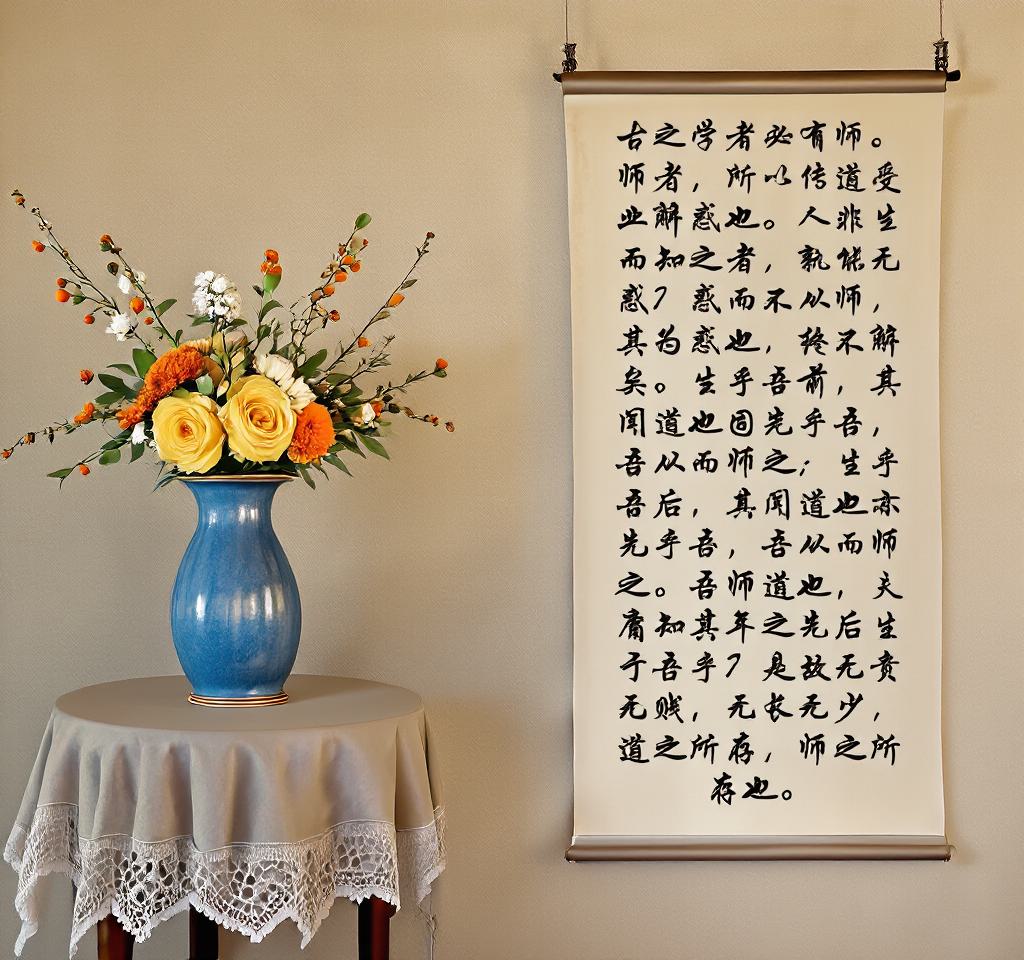 古之学者必有师。
师者，所以传道受
业解惑也。人非生
而知之者，孰能无
惑？惑而不从师，
其为惑也，终不解
矣。生乎吾前，其
闻道也固先乎吾，
吾从而师之；生乎
吾后，其闻道也亦
先乎吾，吾从而师
之。吾师道也，夫
庸知其年之先后生
于吾乎？是故无贵
无贱，无长无少，
道之所存，师之所
存也。